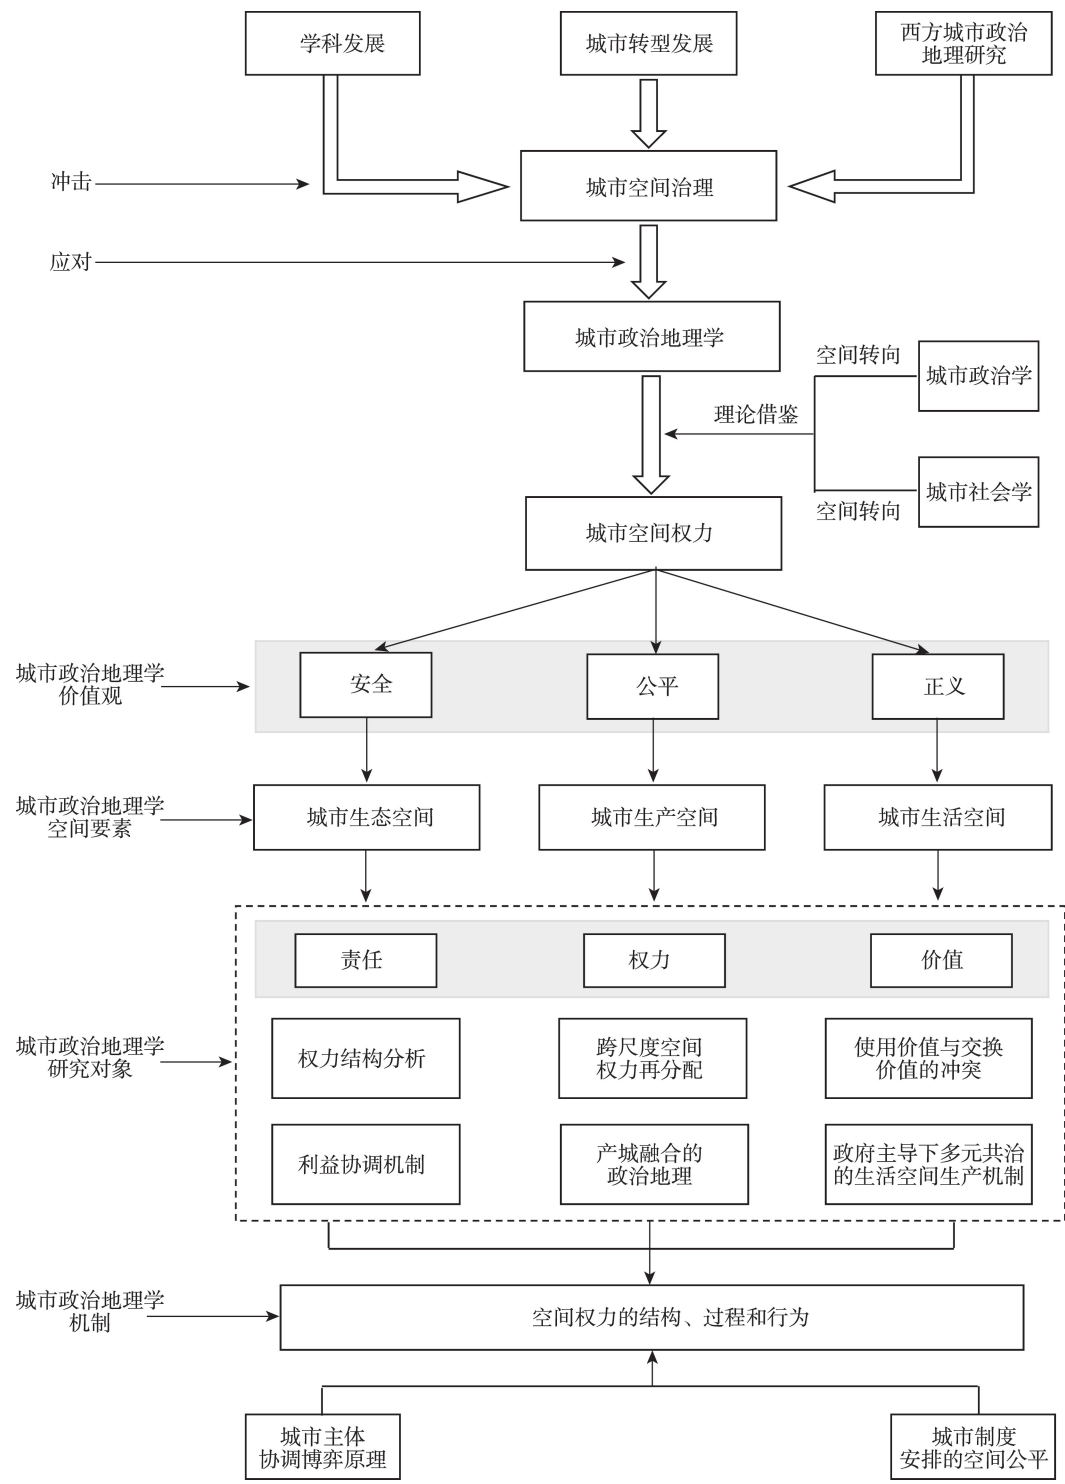 学科发展
城市转型发展
西方城市政治
地理研究
冲击
城市空间治理
应对
城市政治地理学
空间转向
城市政治学
理论借鉴
城市社会学
空间转向
城市空间权力
城市政治地理学
价值观
安全
公平
正义
城市政治地理学
空间要素
城市生态空间
城市生产空间
城市生活空间
责任
权力
价值
城市政治地理学
研究对象
权力结构分析
跨尺度空间
权力再分配
使用价值与交换
价值的冲突
利益协调机制
产城融合的
政治地理
政府主导下多元共治
的生活空间生产机制
城市政治地理学
机制
空间权力的结构、过程和行为
城市主体
协调博弈原理
城市制度
安排的空间公平